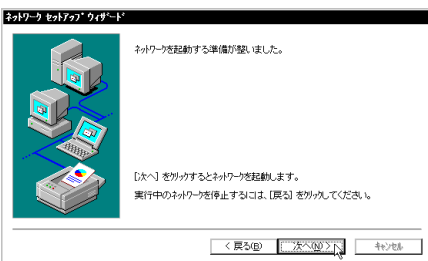 ネットワーク セットアップ ウィザード
ネットワークを起動する準備が整いました。
[次へ] をクリックするとネットワークを起動します。
実行中のネットワークを停止するには、[戻る] をクリックしてください。
< 戻る(B)
次へ(N) >
キャンセル